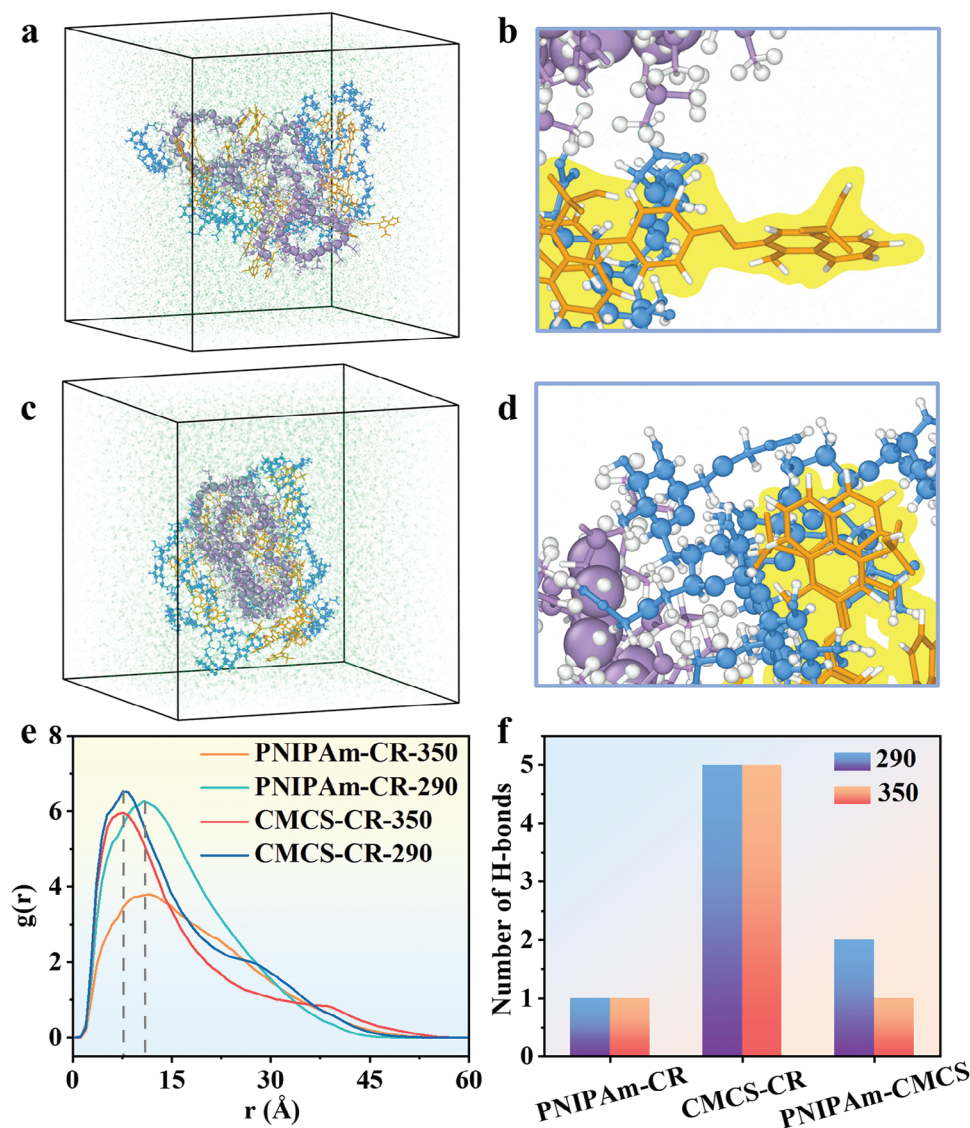 a
b
c
d
e
8
6
4
2
0
g(r)
PNIPAm-CR-350
PNIPAm-CR-290
CMCS-CR-350
CMCS-CR-290
0 15 30 45 60
r (Å)
f
5
4
3
2
1
0
Number of H-bonds
290
350
PNIPAm-CR
CMCS-CR
PNIPAm-CMCS